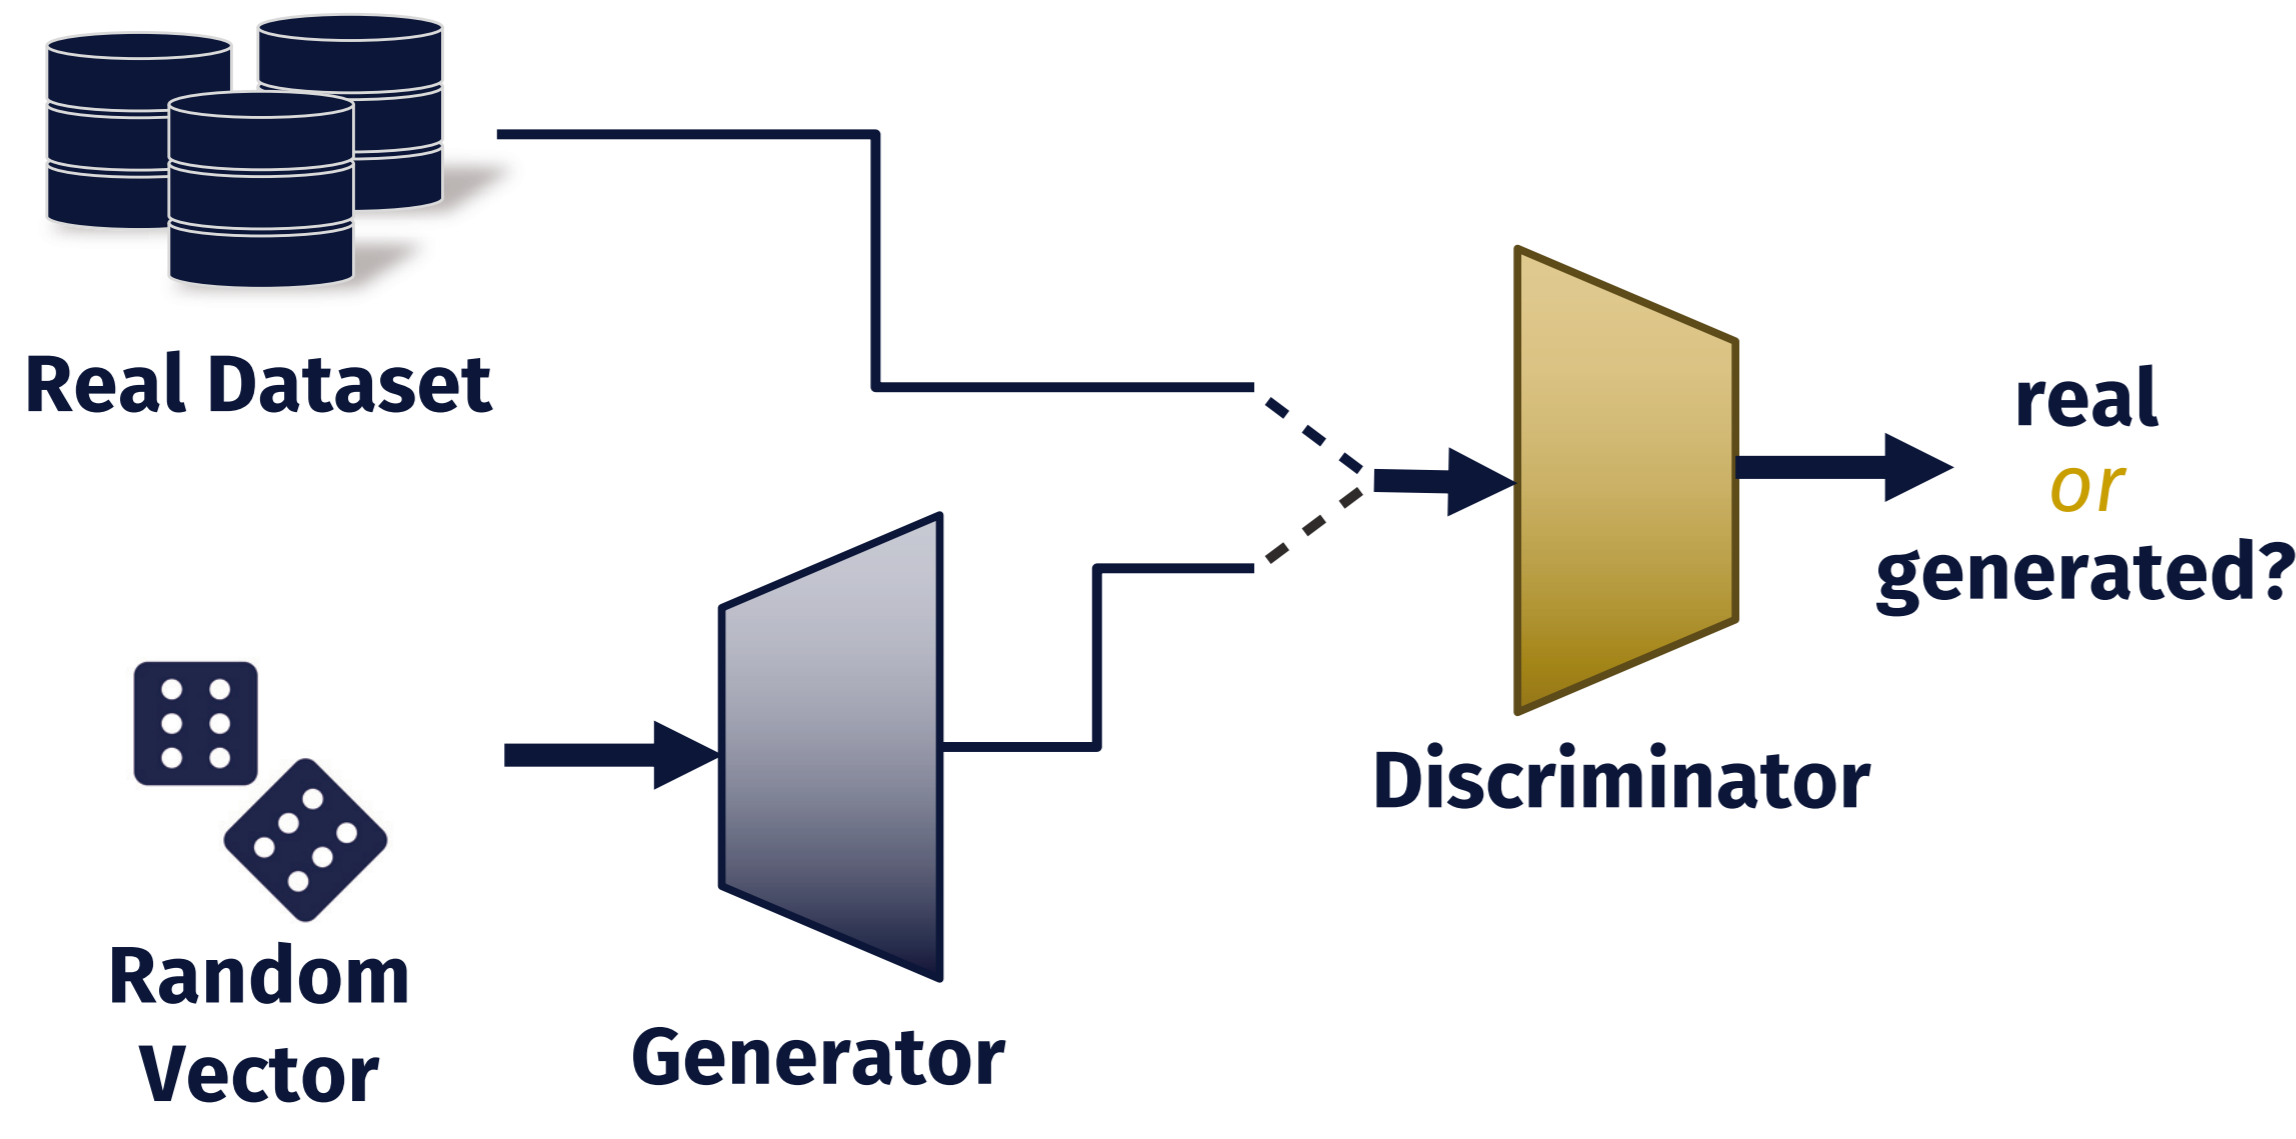 Real Dataset
Random
Vector
Generator
Discriminator
real
or
generated?